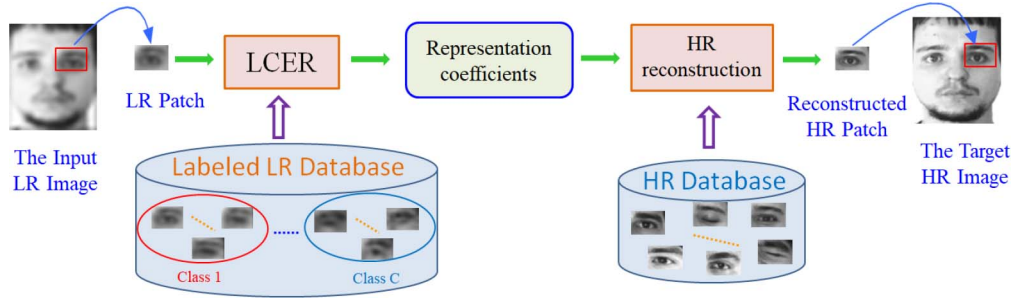 LCER
Representation
coefficients
HR
reconstruction
LR Patch
Reconstructed
HR Patch
The Input
LR Image
The Target
HR Image
Labeled LR Database
HR Database
......
Class 1
Class C